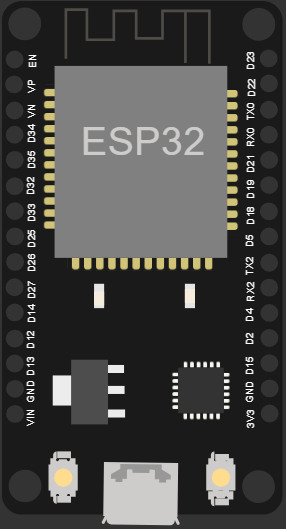 ESP32
EN
VP
VN
D34
D35
D32
D33
D25
D26
D27
D14
D12
D13
GND
VIN
D23
D22
TX0
RX0
D21
D19
D18
D5
TX2
RX2
D4
D2
D15
GND
3V3